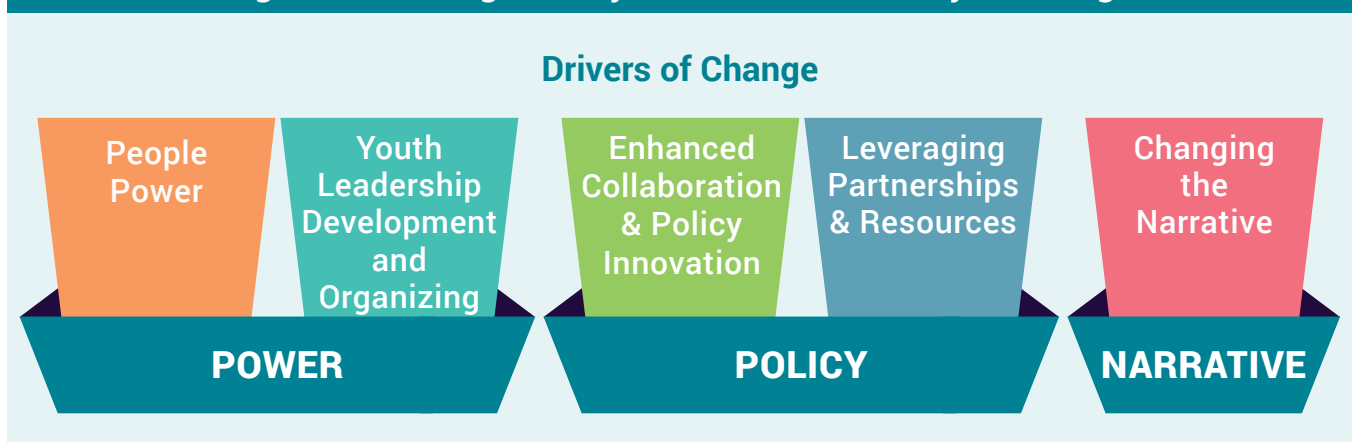 Drivers of Change
People
Power
Youth
Leadership
Development
and
Organizing
Enhanced
Collaboration
& Policy
Innovation
Leveraging
Partnerships
& Resources
Changing
the
Narrative
POWER
POLICY
NARRATIVE